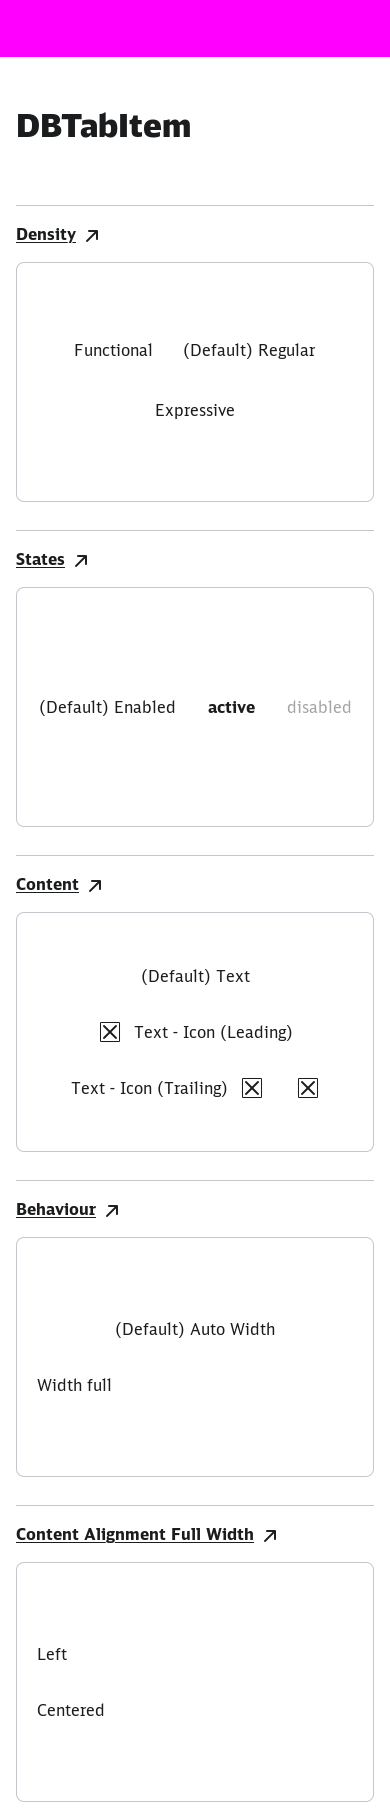 DBTabItem
Density
Functional (Default) Regular
Expressive
States
(Default) Enabled active disabled
Content
(Default) Text
Text - Icon (Leading)
Text - Icon (Trailing)
Behaviour
(Default) Auto Width
Width full
Content Alignment Full Width
Left
Centered